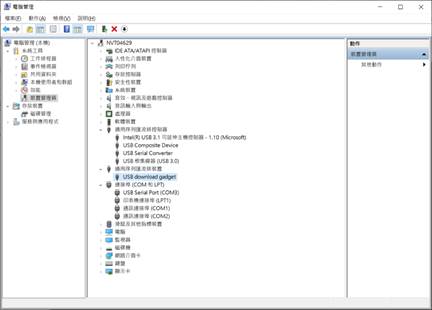 電腦管理
檔案(F) 動作(A) 檢視(V) 說明(H)
電腦管理 (本機)
系統工具
工作排程器
事件檢視器
共用資料夾
本機使用者和群組
效能
裝置管理員
存放裝置
磁碟管理
服務與應用程式
NVT04629
IDE ATA/ATAPI 控制器
人性化介面裝置
列印佇列
存放控制器
安全性裝置
系統裝置
音效、視訊及遊戲控制器
音訊輸入與輸出
處理器
軟體裝置
通用序列匯流排控制器
Intel(R) USB 3.1 可延伸主機控制器 - 1.10 (Microsoft)
USB Composite Device
USB Serial Converter
USB 根集線器 (USB 3.0)
通用序列匯流排裝置
USB download gadget
連接埠 (COM 和 LPT)
USB Serial Port (COM3)
印表機連接埠 (LPT1)
通訊連接埠 (COM1)
通訊連接埠 (COM2)
滑鼠及其他指標裝置
電腦
監視器
磁碟機
網路介面卡
鍵盤
顯示卡
動作
裝置管理員
其他動作